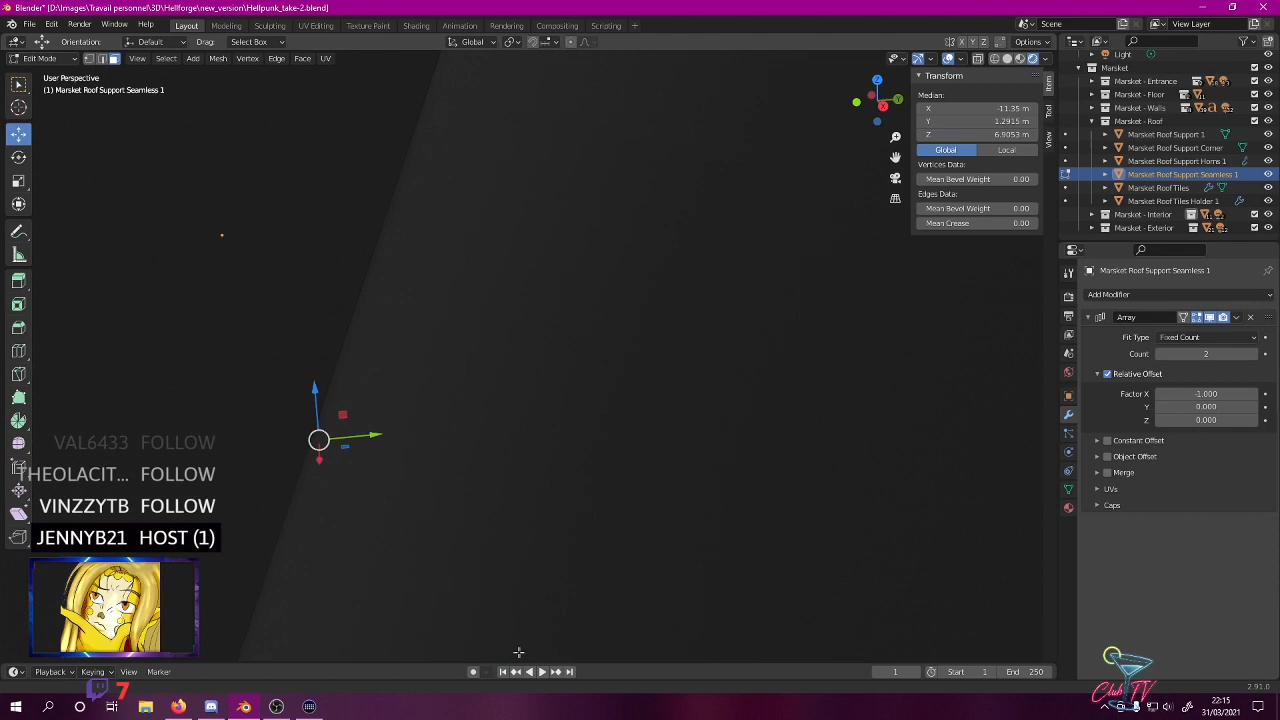 Blender* [D:\Images\Travail personnel\3D\Hellforge\new_version\Hellpunk_take-2.blend]
File Edit Render Window Help Layout Modeling Sculpting UV Editing Texture Paint Shading Animation Rendering Compositing Scripting Scene View Layer
Orientation: Default Drag: Select Box Global X Y Z Options
Edit Mode View Select Add Mesh Vertex Edge Face UV
User Perspective
(1) Marsket Roof Support Seamless 1
Z
Y
X
Transform
Median:
X -11.35 m
Y 1.2915 m
Z 6.9053 m
Global Local
Vertices Data:
Mean Bevel Weight 0.00
Edges Data:
Mean Bevel Weight 0.00
Mean Crease 0.00
Item
Tool
View
Light
Marsket
Marsket - Entrance
Marsket - Floor
Marsket - Walls
Marsket - Roof
Marsket Roof Support 1
Marsket Roof Support Corner
Marsket Roof Support Horns 1
Marsket Roof Support Seamless 1
Marsket Roof Tiles
Marsket Roof Tiles Holder 1
Marsket - Interior
Marsket - Exterior
Marsket Roof Support Seamless 1
Add Modifier
Array
Fit Type Fixed Count
Count 2
Relative Offset
Factor X -1.000
Y 0.000
Z 0.000
Constant Offset
Object Offset
Merge
UVs
Caps
VAL6433 FOLLOW
THEOLACIT... FOLLOW
VINZZYTB FOLLOW
JENNYB21 HOST (1)
Playback Keying View Marker 1 Start 1 End 250
2.91.0
7
Club TV
22:15
31/03/2021